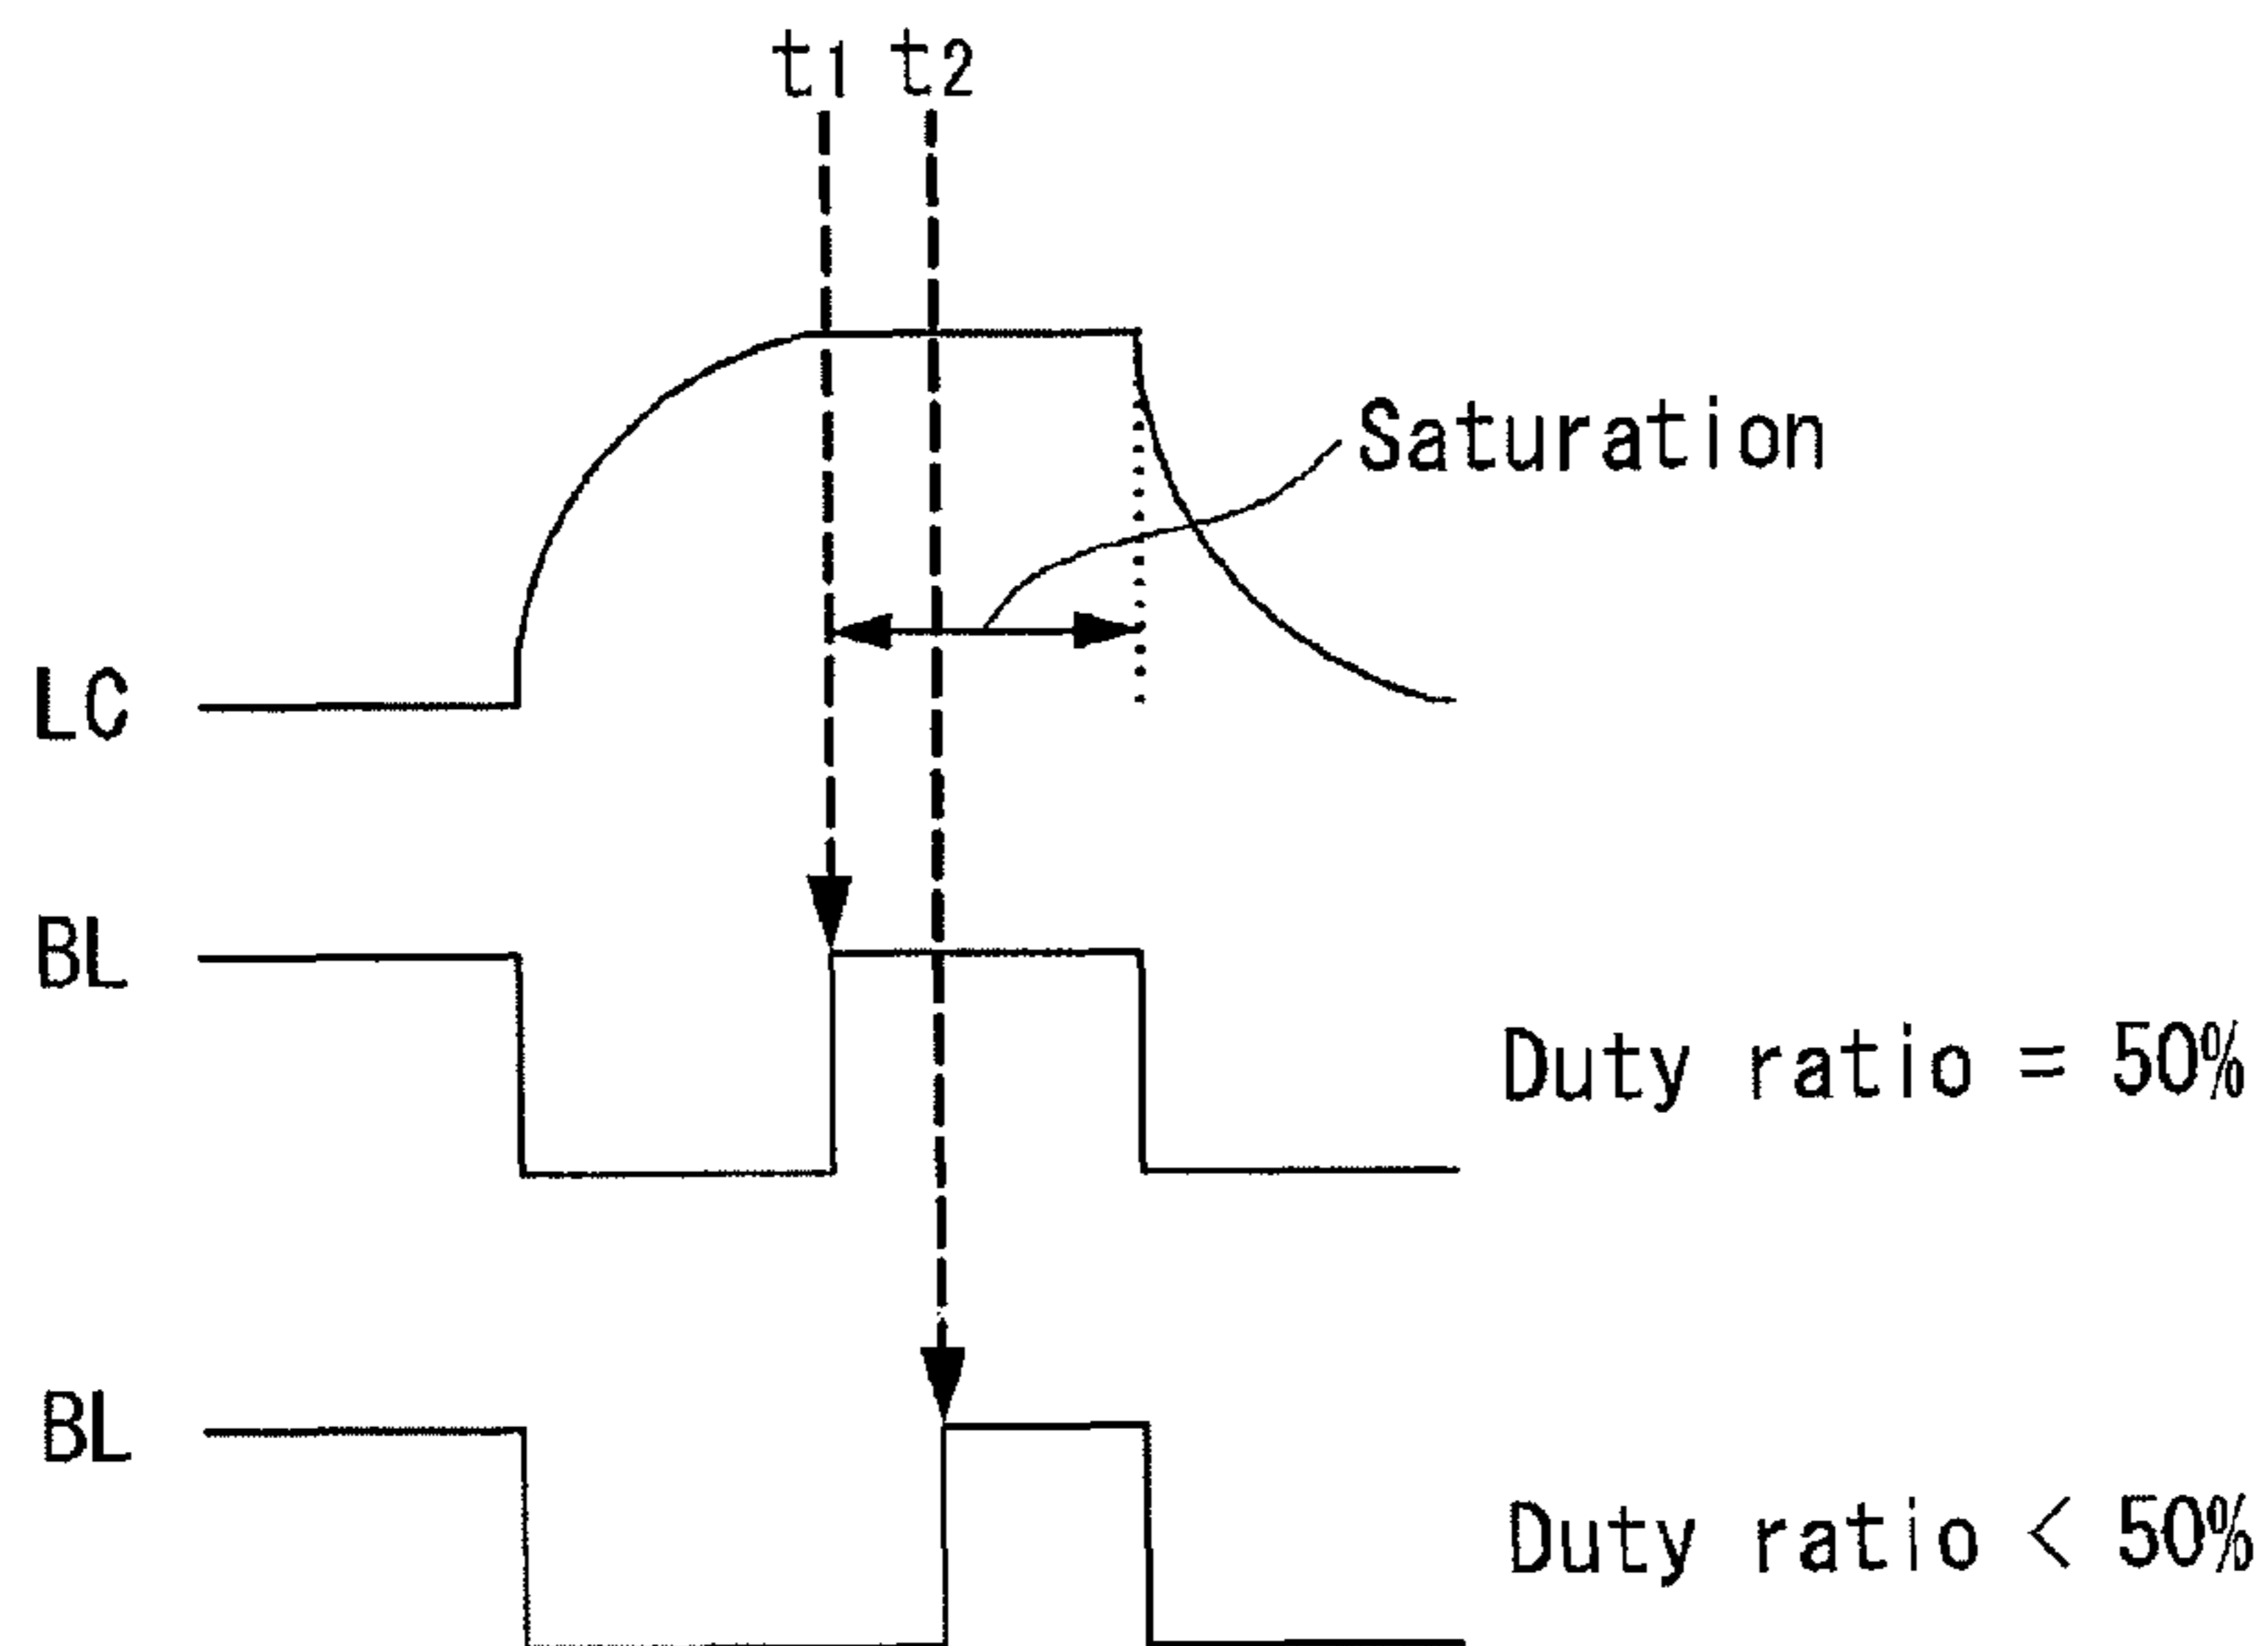 t1 t2
Saturation
LC
BL
Duty ratio = 50%
BL
Duty ratio < 50%